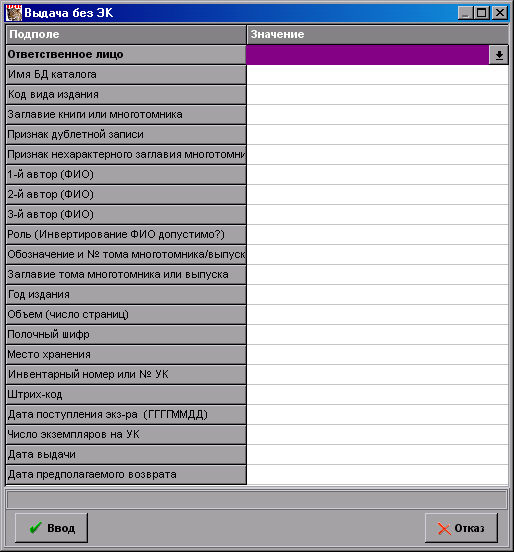 Выдача без ЭК
Подполе Значение
Ответственное лицо
Имя БД каталога
Код вида издания
Заглавие книги или многотомника
Признак дублетной записи
Признак нехарактерного заглавия многотомни
1-й автор (ФИО)
2-й автор (ФИО)
3-й автор (ФИО)
Роль (Инвертирование ФИО допустимо?)
Обозначение и № тома многотомника/выпуск
Заглавие тома многотомника или выпуска
Год издания
Объем (число страниц)
Полочный шифр
Место хранения
Инвентарный номер или № УК
Штрих-код
Дата поступления экз-ра (ГГГГММДД)
Число экземпляров на УК
Дата выдачи
Дата предполагаемого возврата
Ввод Отказ